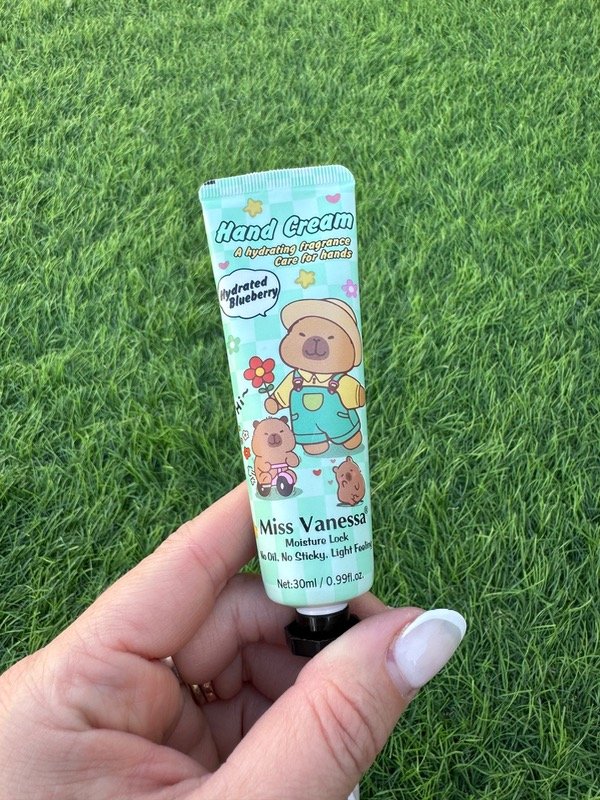 Hand Cream
A hydrating fragrance
Care for hands
Hydrated
Blueberry
Hi~
Miss Vanessa®
Moisture Lock
No Oil, No Sticky, Light Feeling
Net:30ml / 0.99fl.oz.